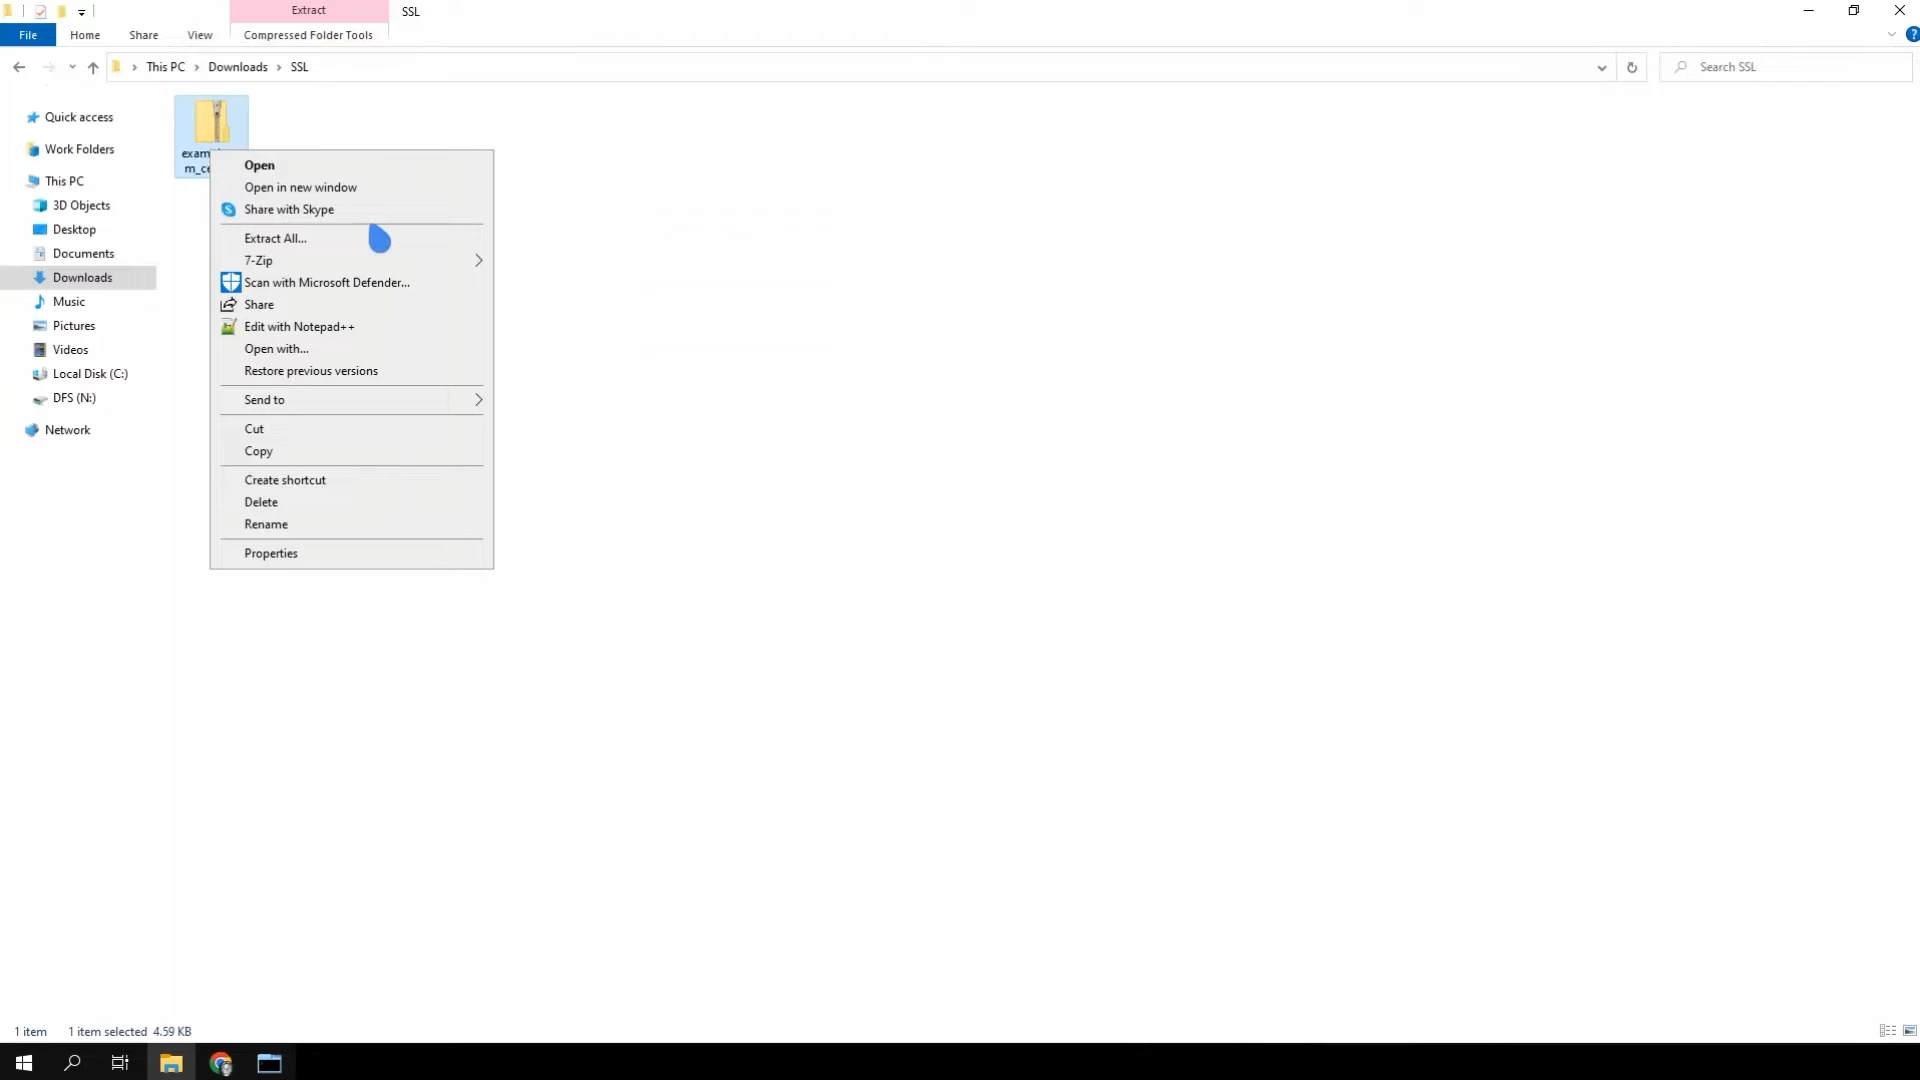 Extract
SSL
File
Home
Share
View
Compressed Folder Tools
?
This PC
Downloads
SSL
Search SSL
Quick access
Work Folders
This PC
3D Objects
Desktop
Documents
Downloads
Music
Pictures
Videos
Local Disk (C:)
DFS (N:)
Network
Open
Open in new window
Share with Skype
Extract All...
7-Zip
Scan with Microsoft Defender...
Share
Edit with Notepad++
Open with...
Restore previous versions
Send to
Cut
Copy
Create shortcut
Delete
Rename
Properties
1 item
1 item selected 4.59 KB